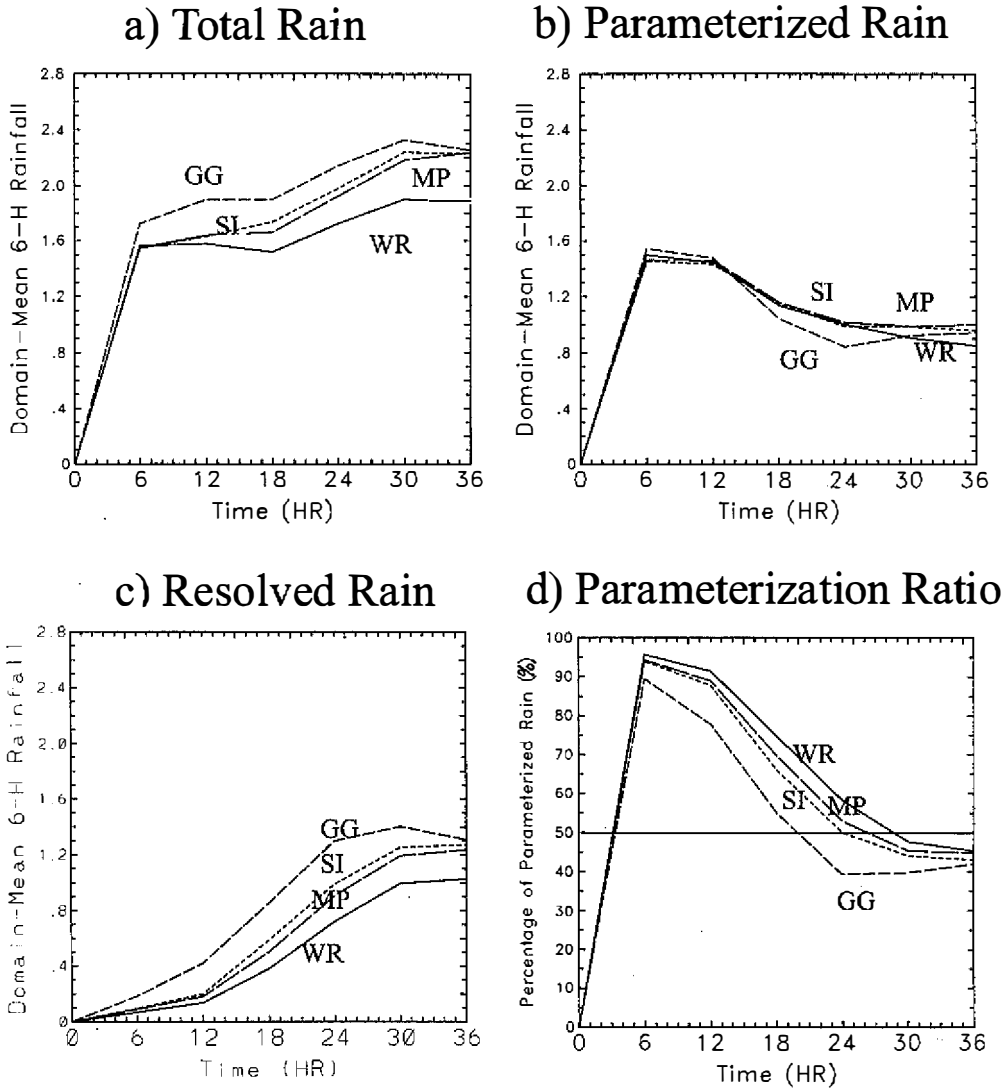 a) Total Rain
b) Parameterized Rain
Domain-Mean 6-H Rainfall
2.8
2.4
2.0
1.6
1.2
.8
.4
0
GG
SI
MP
WR
0 6 12 18 24 30 36
Time (HR)
Domain-Mean 6-H Rainfall
2.8
2.4
2.0
1.6
1.2
.8
.4
0
SI
MP
GG
WR
0 6 12 18 24 30 36
Time (HR)
c) Resolved Rain
d) Parameterization Ratio
Domain-Mean 6-H Rainfall
2.8
2.4
2.0
1.6
1.2
.8
.4
0
GG
SI
MP
WR
0 6 12 18 24 30 36
Time (HR)
Percentage of Parameterized Rain (%)
100
90
80
70
60
50
40
30
20
10
0
WR
SI
MP
GG
0 6 12 18 24 30 36
Time (HR)